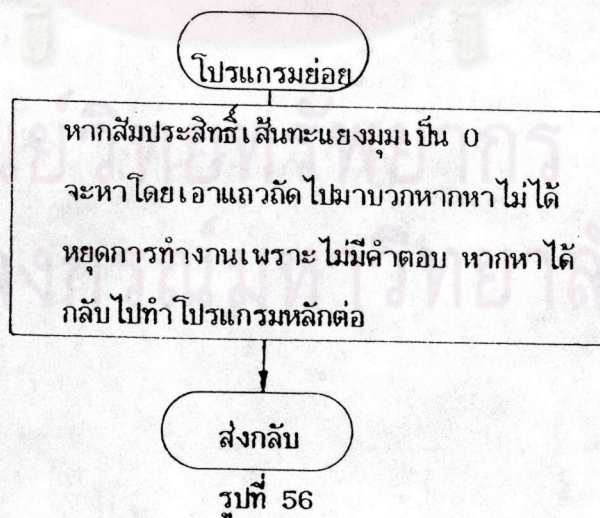 โปรแกรมย่อย
หากสัมประสิทธิ์เส้นทะแยงมุมเป็น 0
จะหาโดยเอาแถวถัดไปมาบวกหากหาไม่ได้
หยุดการทำงานเพราะไม่มีคำตอบ หากหาได้
กลับไปทำโปรแกรมหลักต่อ
ส่งกลับ
รูปที่ 56